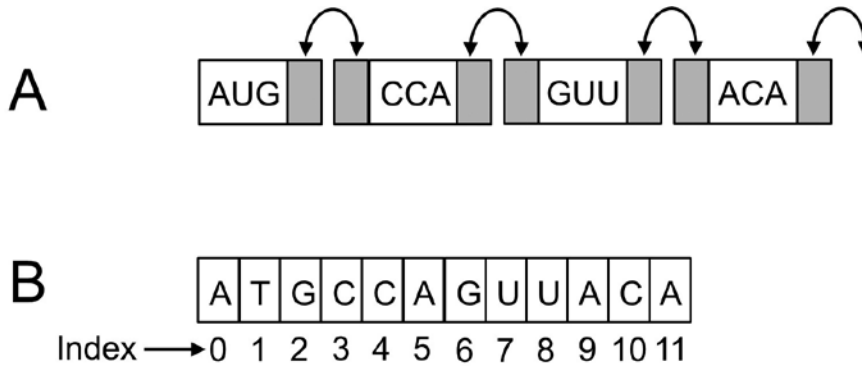 A AUG CCA GUU ACA
B A T G C C A G U U A C A
Index 0 1 2 3 4 5 6 7 8 9 10 11